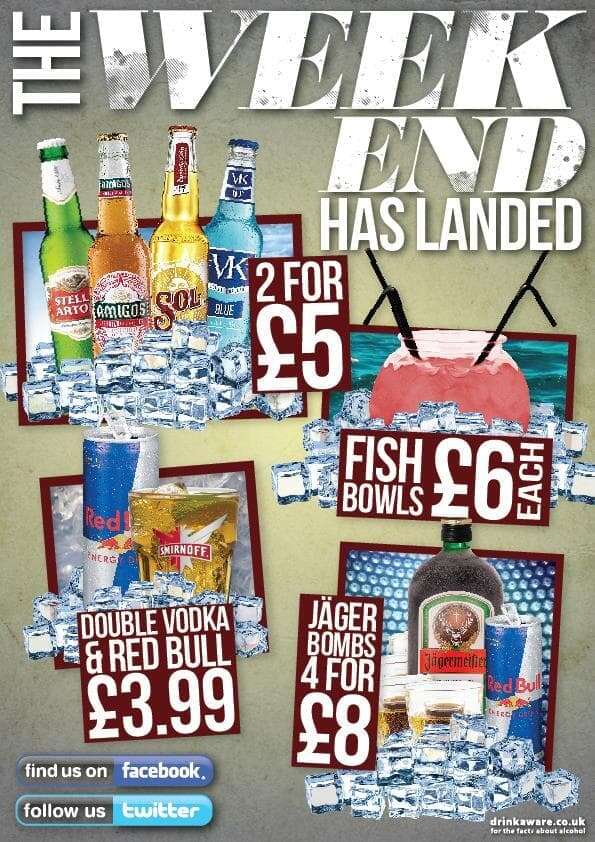 THE WEEK
END
HAS LANDED
STELLA
ARTOIS
AMIGOS
SOL
VK
BLUE
2 FOR
£5
FISH
BOWLS
£6
EACH
Red Bull
ENERGY
SMIRNOFF
DOUBLE VODKA
& RED BULL
£3.99
JÄGER
BOMBS
4 FOR
£8
Jägermeister
Red Bull
ENERGY
find us on facebook.
follow us twitter
drinkaware.co.uk
for the facts about alcohol